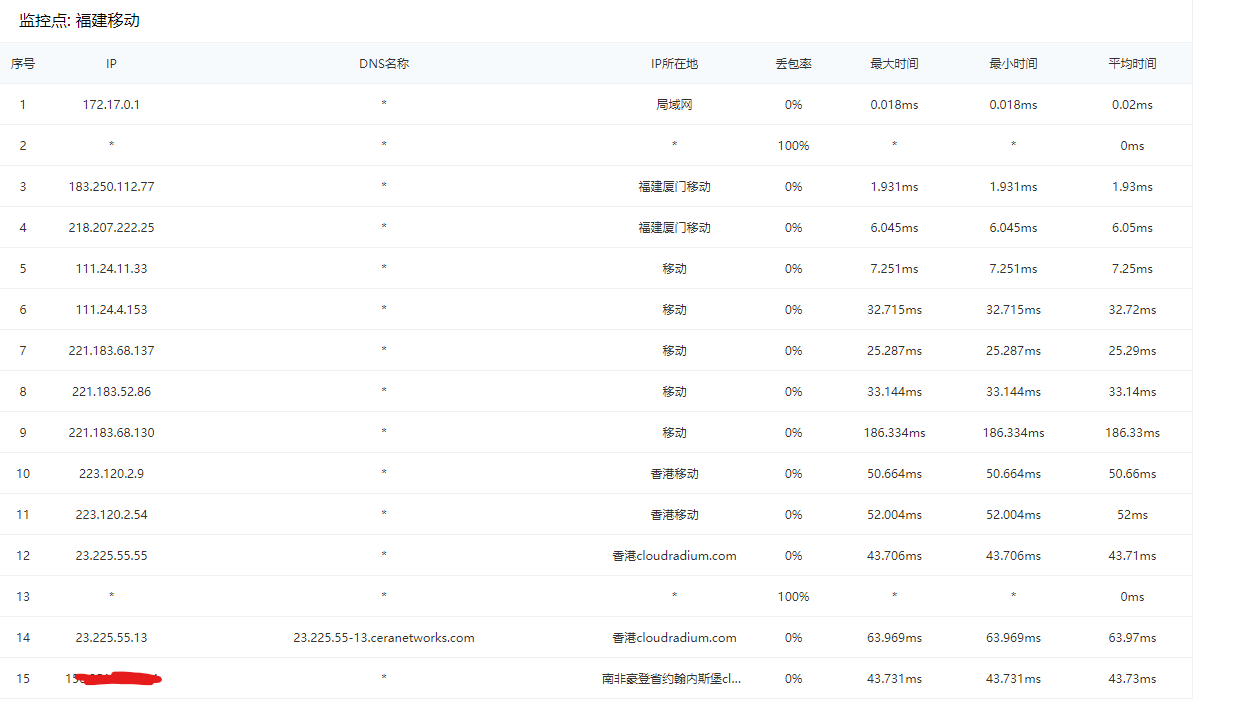 监控点: 福建移动
序号 IP DNS名称 IP所在地 丢包率 最大时间 最小时间 平均时间
1 172.17.0.1 * 局域网 0% 0.018ms 0.018ms 0.02ms
2 * * * 100% * * 0ms
3 183.250.112.77 * 福建厦门移动 0% 1.931ms 1.931ms 1.93ms
4 218.207.222.25 * 福建厦门移动 0% 6.045ms 6.045ms 6.05ms
5 111.24.11.33 * 移动 0% 7.251ms 7.251ms 7.25ms
6 111.24.4.153 * 移动 0% 32.715ms 32.715ms 32.72ms
7 221.183.68.137 * 移动 0% 25.287ms 25.287ms 25.29ms
8 221.183.52.86 * 移动 0% 33.144ms 33.144ms 33.14ms
9 221.183.68.130 * 移动 0% 186.334ms 186.334ms 186.33ms
10 223.120.2.9 * 香港移动 0% 50.664ms 50.664ms 50.66ms
11 223.120.2.54 * 香港移动 0% 52.004ms 52.004ms 52ms
12 23.225.55.55 * 香港cloudradium.com 0% 43.706ms 43.706ms 43.71ms
13 * * * 100% * * 0ms
14 23.225.55.13 23.225.55-13.ceranetworks.com 香港cloudradium.com 0% 63.969ms 63.969ms 63.97ms
15 * 南非豪登省约翰内斯堡cl... 0% 43.731ms 43.731ms 43.73ms